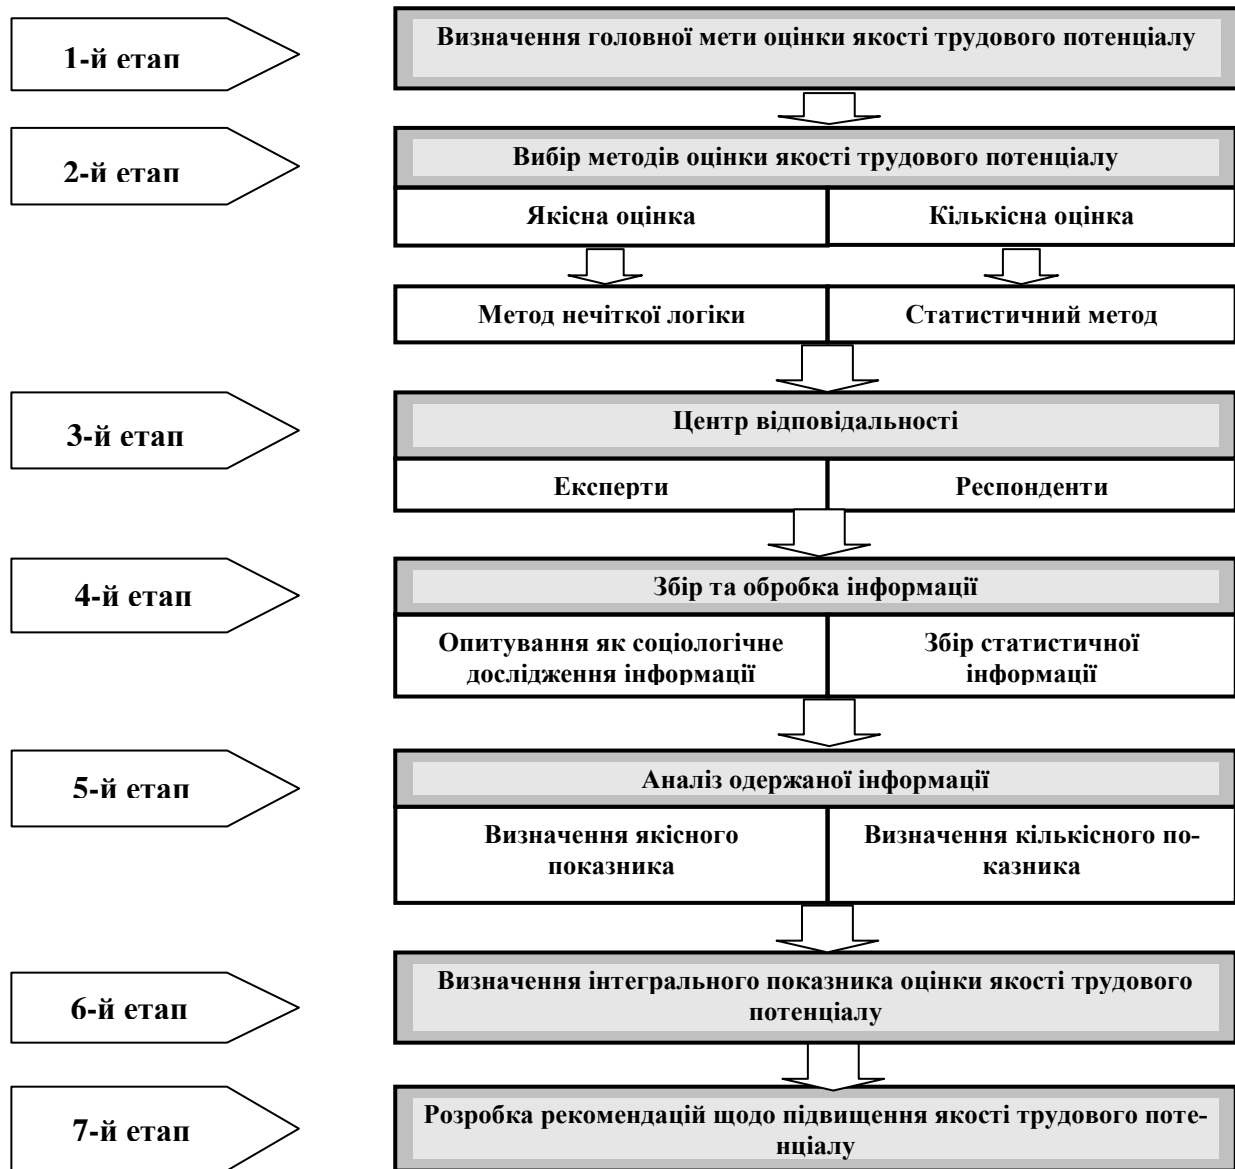 1-й етап
Визначення головної мети оцінки якості трудового потенціалу
2-й етап
Вибір методів оцінки якості трудового потенціалу
Якісна оцінка
Кількісна оцінка
Метод нечіткої логіки
Статистичний метод
3-й етап
Центр відповідальності
Експерти
Респонденти
4-й етап
Збір та обробка інформації
Опитування як соціологічне
дослідження інформації
Збір статистичної
інформації
5-й етап
Аналіз одержаної інформації
Визначення якісного
показника
Визначення кількісного по-
казника
6-й етап
Визначення інтегрального показника оцінки якості трудового
потенціалу
7-й етап
Розробка рекомендацій щодо підвищення якості трудового поте-
нціалу